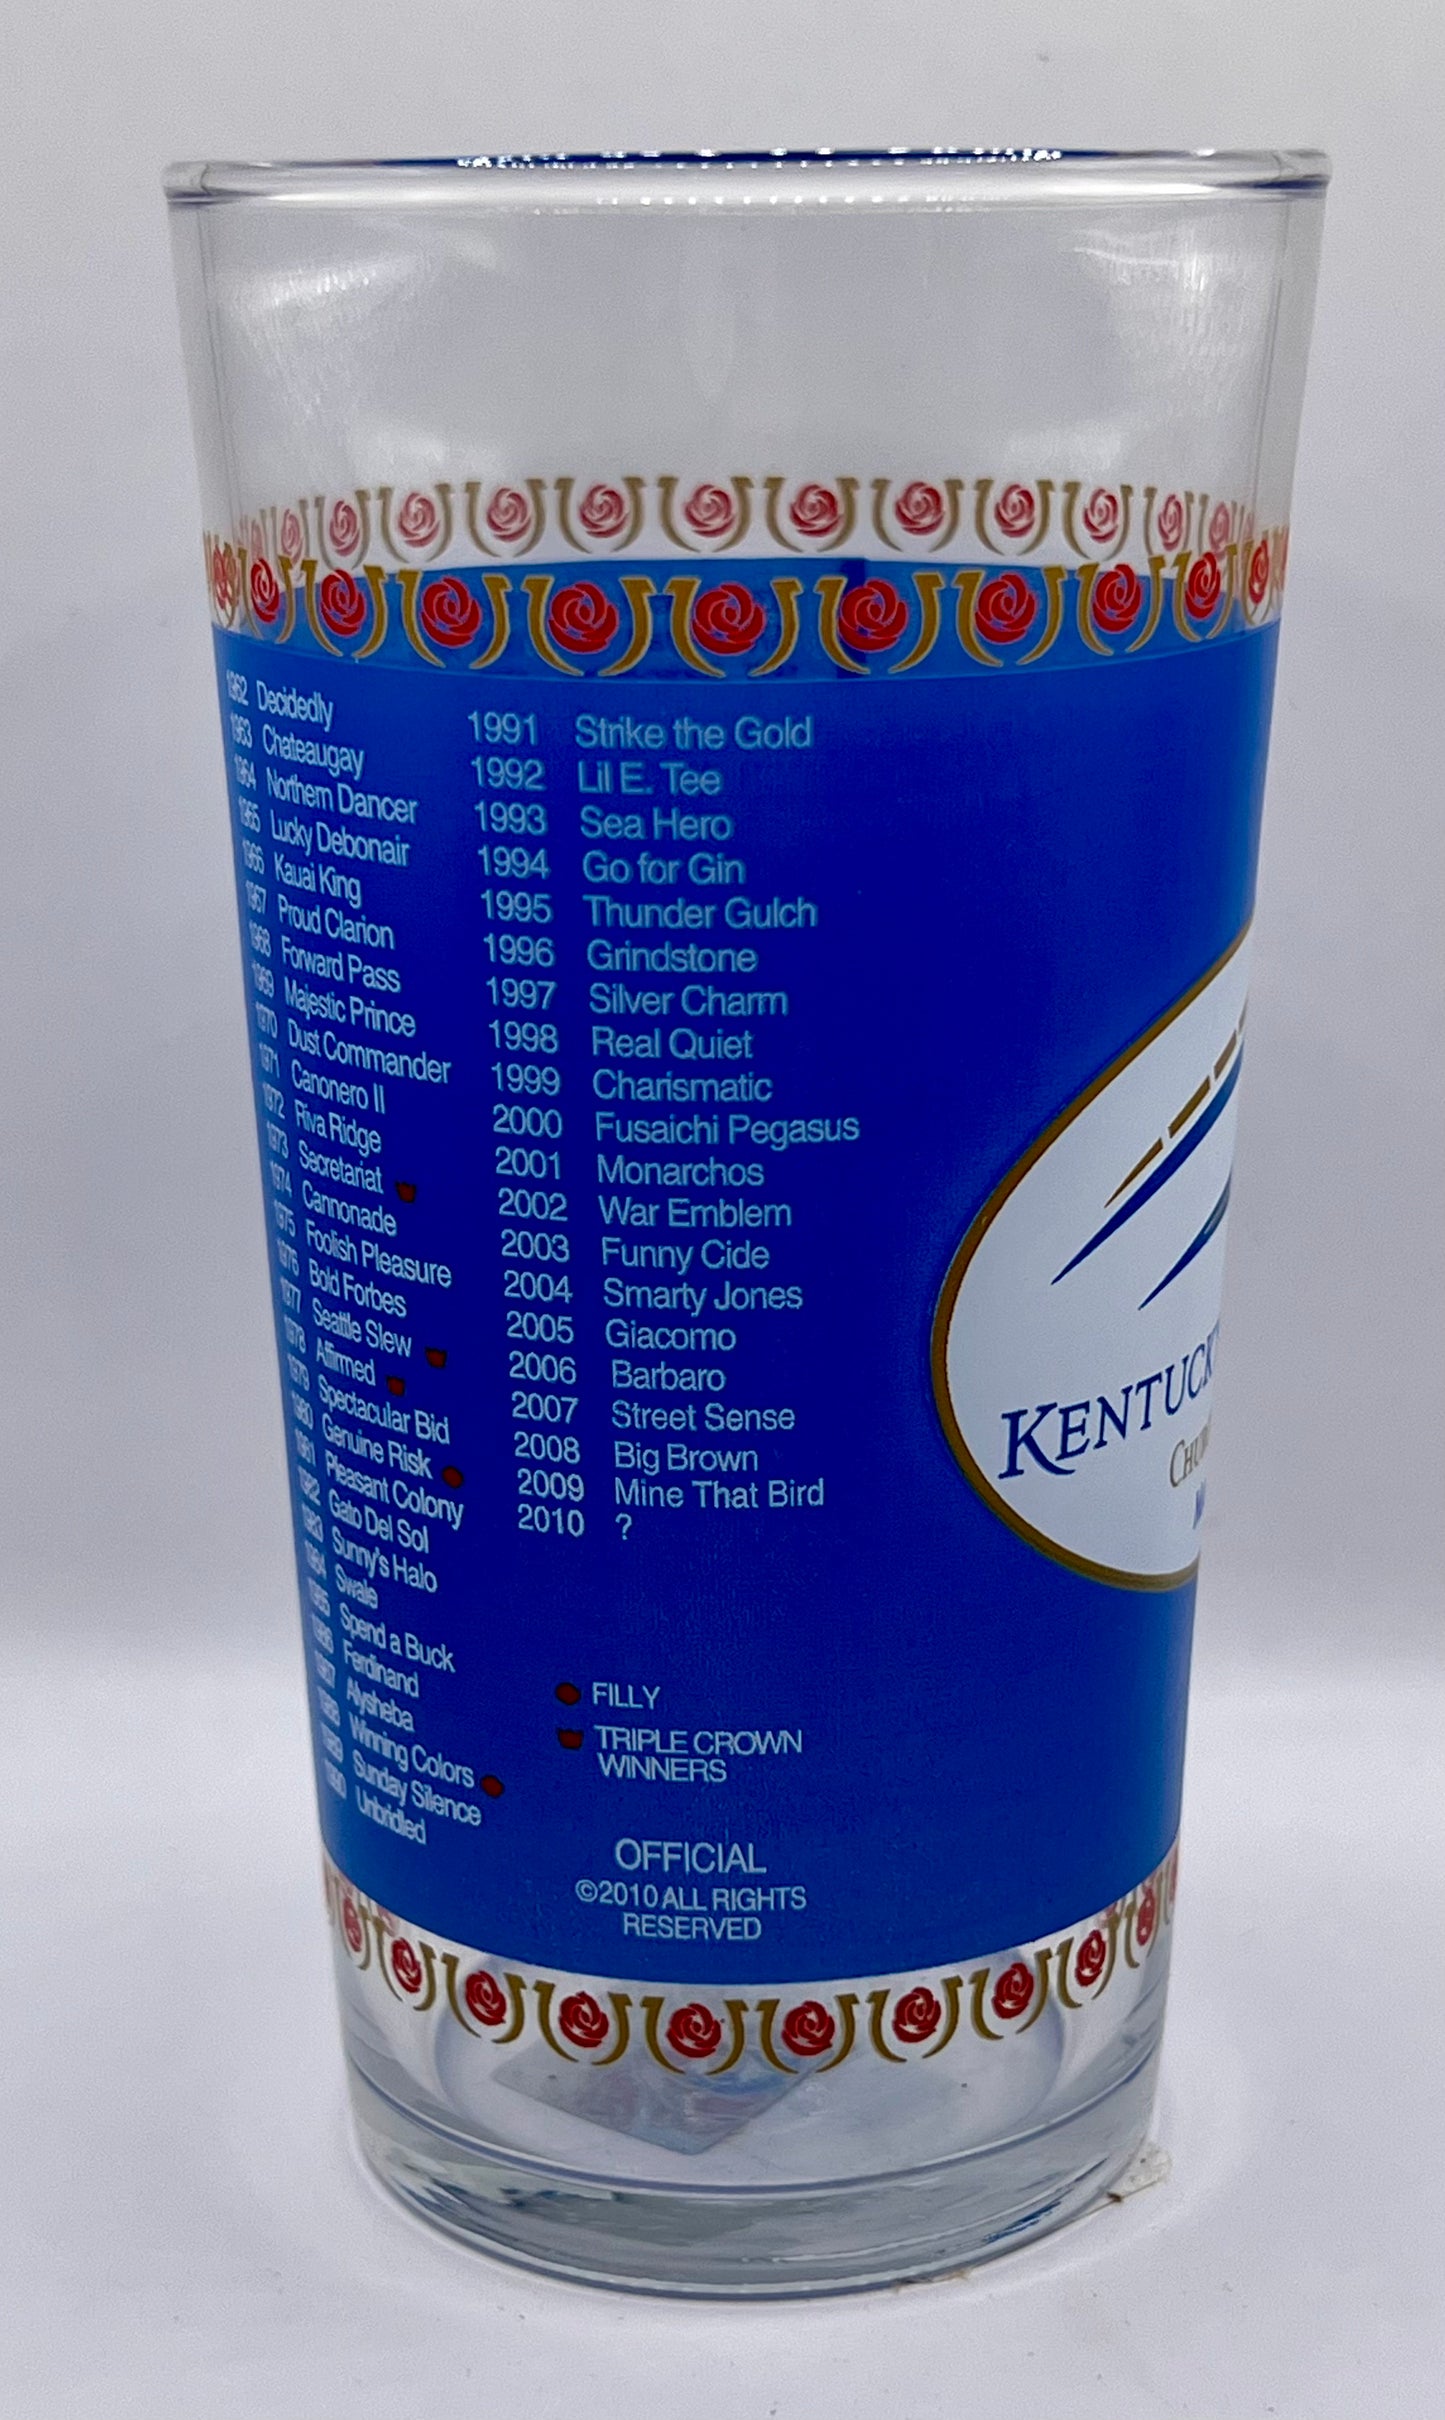 1962 Decidedly
1963 Chateaugay
1964 Northern Dancer
1965 Lucky Debonair
1966 Kauai King
1967 Proud Clarion
1968 Forward Pass
1969 Majestic Prince
1970 Dust Commander
1971 Canonero II
1972 Riva Ridge
1973 Secretariat
1974 Cannonade
1975 Foolish Pleasure
1976 Bold Forbes
1977 Seattle Slew
1978 Affirmed
1979 Spectacular Bid
1980 Genuine Risk
1981 Pleasant Colony
1982 Gato Del Sol
1983 Sunny's Halo
1984 Swale
1985 Spend a Buck
1986 Ferdinand
1987 Alysheba
1988 Winning Colors
1989 Sunday Silence
1990 Unbridled
1991 Strike the Gold
1992 Lil E. Tee
1993 Sea Hero
1994 Go for Gin
1995 Thunder Gulch
1996 Grindstone
1997 Silver Charm
1998 Real Quiet
1999 Charismatic
2000 Fusaichi Pegasus
2001 Monarchos
2002 War Emblem
2003 Funny Cide
2004 Smarty Jones
2005 Giacomo
2006 Barbaro
2007 Street Sense
2008 Big Brown
2009 Mine That Bird
2010 ?
FILLY
TRIPLE CROWN
WINNERS
OFFICIAL
©2010 ALL RIGHTS
RESERVED
KENTUCK
CHU